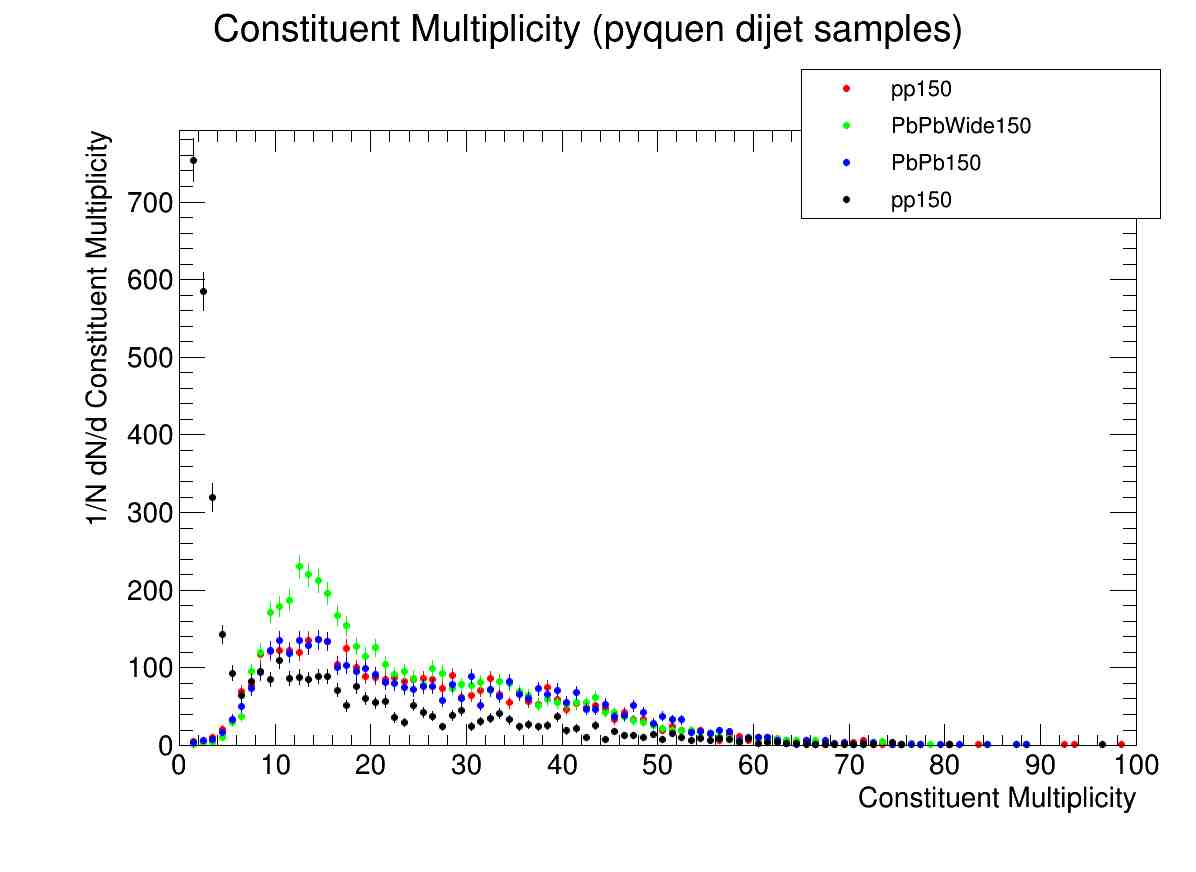 Constituent Multiplicity (pyquen dijet samples)
pp150
PbPbWide150
PbPb150
pp150
1/N dN/d Constituent Multiplicity
700
600
500
400
300
200
100
0
0 10 20 30 40 50 60 70 80 90 100
Constituent Multiplicity